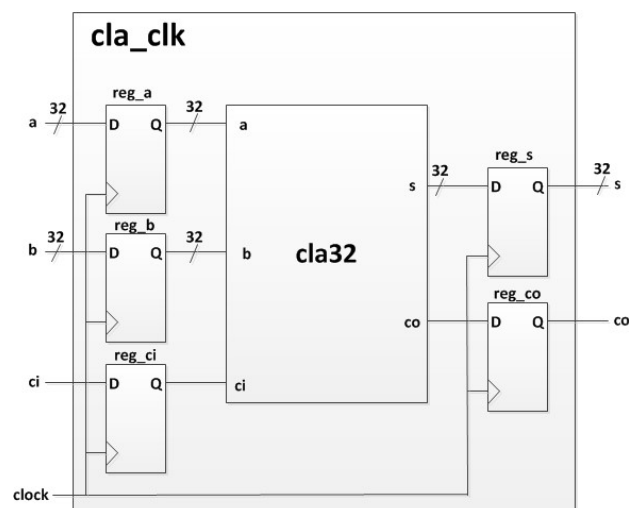 cla_clk
reg_a
a 32 D Q 32 a
reg_s
s 32 D Q 32 s
reg_b
b 32 D Q 32 b
cla32
reg_co
co D Q co
reg_ci
ci D Q ci
clock